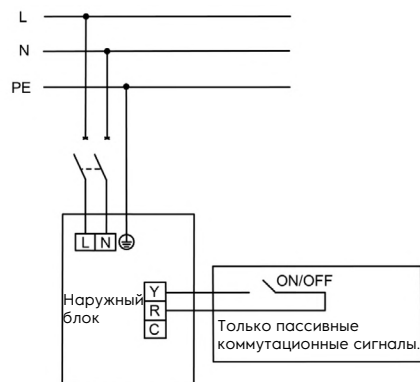 L
N
PE
L N
Y
R
C
Наружный
блок
ON/OFF
Только пассивные
коммутационные сигналы.